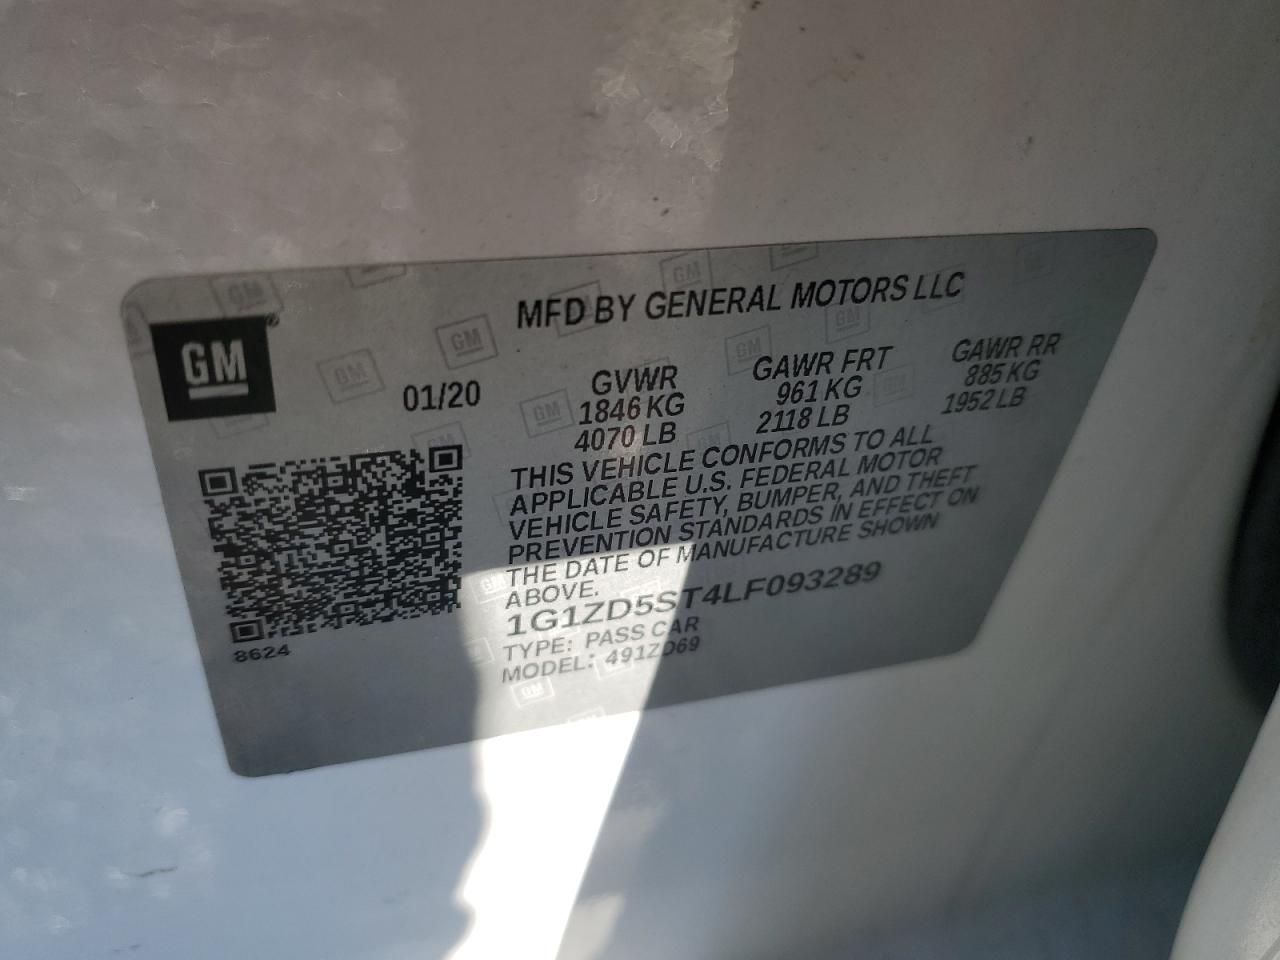 MFD BY GENERAL MOTORS LLC
GM
01/20
GVWR
1846 KG
4070 LB
GAWR FRT
961 KG
2118 LB
GAWR RR
885 KG
1952 LB
THIS VEHICLE CONFORMS TO ALL
APPLICABLE U.S. FEDERAL MOTOR
VEHICLE SAFETY, BUMPER, AND THEFT
PREVENTION STANDARDS IN EFFECT ON
THE DATE OF MANUFACTURE SHOWN
ABOVE.
1G1ZD5ST4LF093289
TYPE: PASS CAR
MODEL: 491ZD69
8624